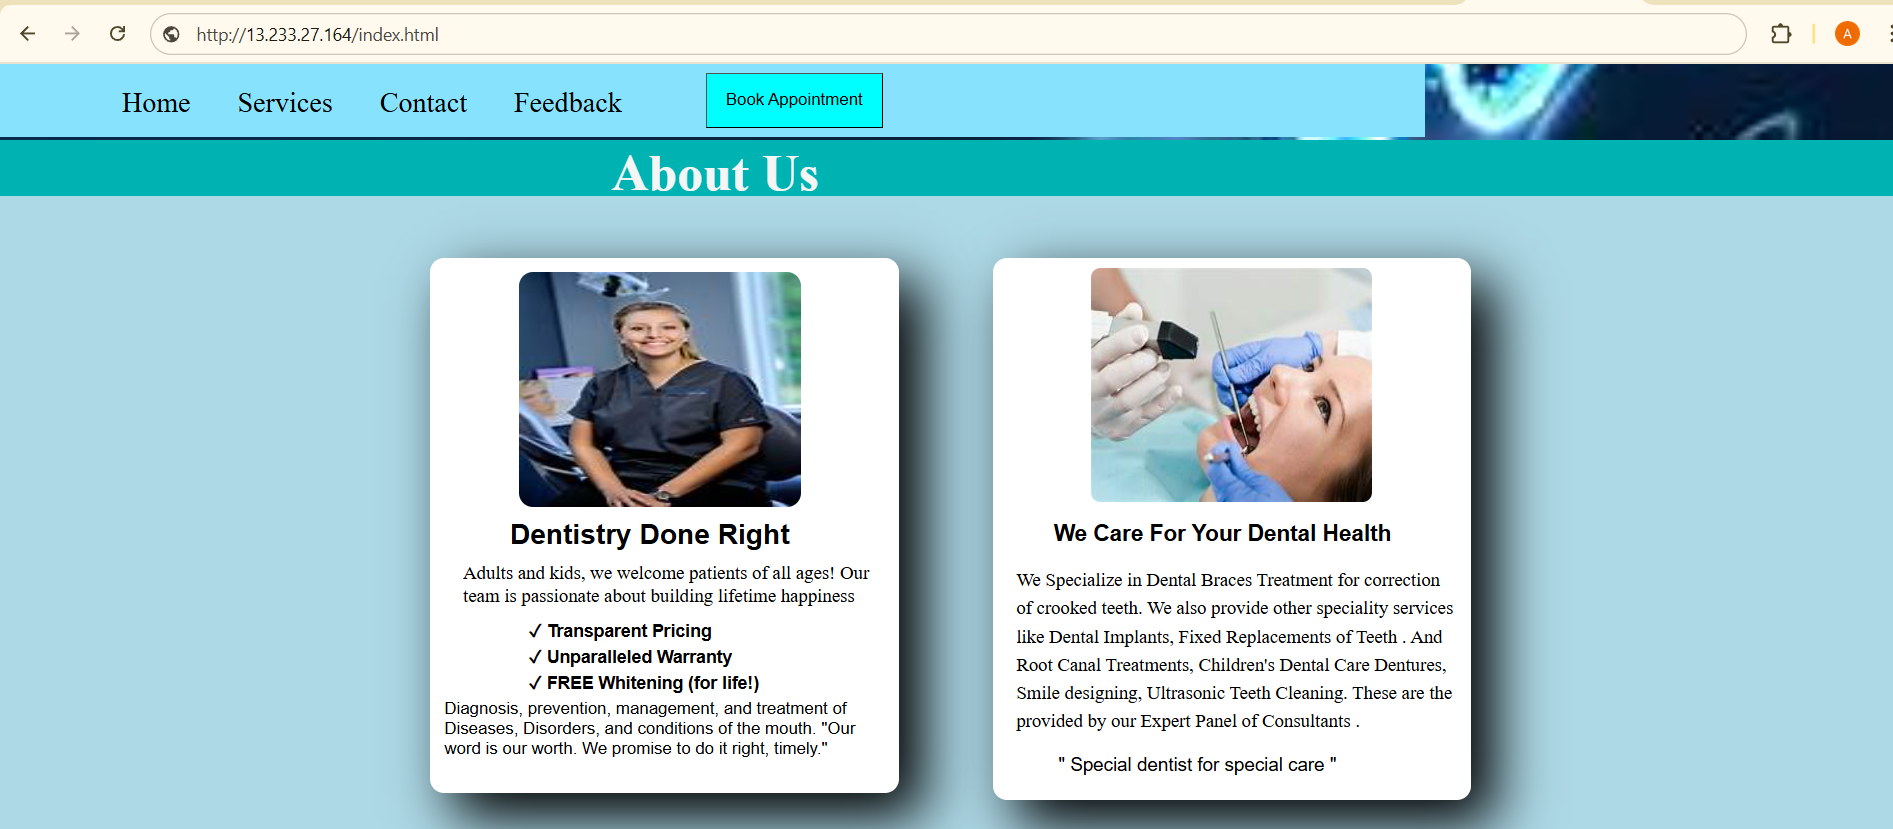 http://13.233.27.164/index.html
A
Home Services Contact Feedback Book Appointment
About Us
Dentistry Done Right
Adults and kids, we welcome patients of all ages! Our
team is passionate about building lifetime happiness
✓ Transparent Pricing
✓ Unparalleled Warranty
✓ FREE Whitening (for life!)
Diagnosis, prevention, management, and treatment of
Diseases, Disorders, and conditions of the mouth. "Our
word is our worth. We promise to do it right, timely."
We Care For Your Dental Health
We Specialize in Dental Braces Treatment for correction
of crooked teeth. We also provide other speciality services
like Dental Implants, Fixed Replacements of Teeth . And
Root Canal Treatments, Children's Dental Care Dentures,
Smile designing, Ultrasonic Teeth Cleaning. These are the
provided by our Expert Panel of Consultants .
" Special dentist for special care "